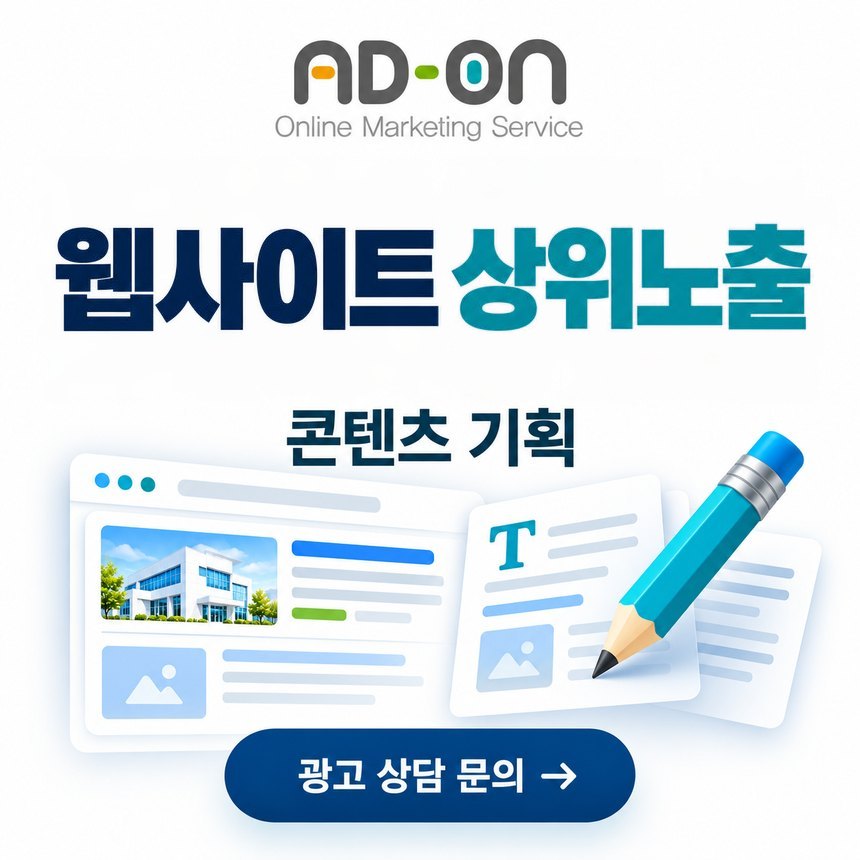 AD-ON
Online Marketing Service
웹사이트 상위노출
콘텐츠 기획
T
광고 상담 문의 →